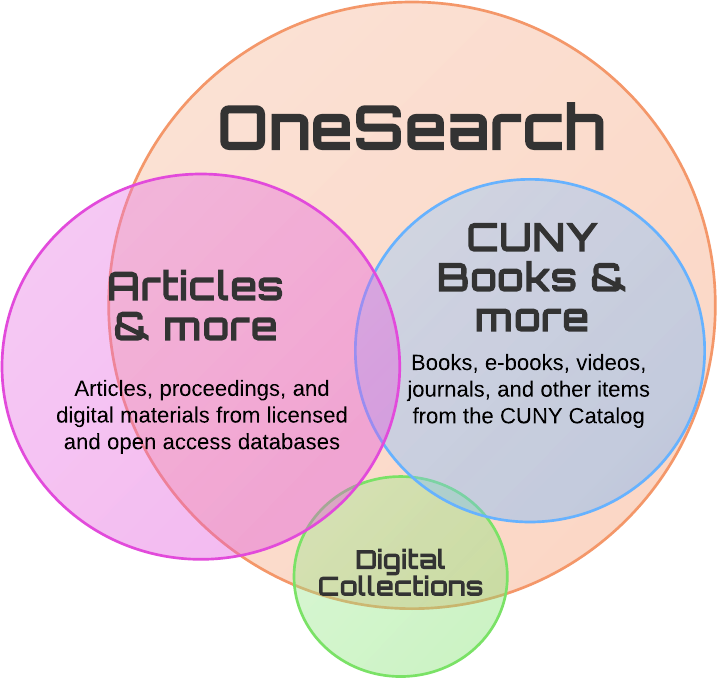 OneSearch
Articles
& more
Articles, proceedings, and
digital materials from licensed
and open access databases
CUNY
Books &
more
Books, e-books, videos,
journals, and other items
from the CUNY Catalog
Digital
Collections